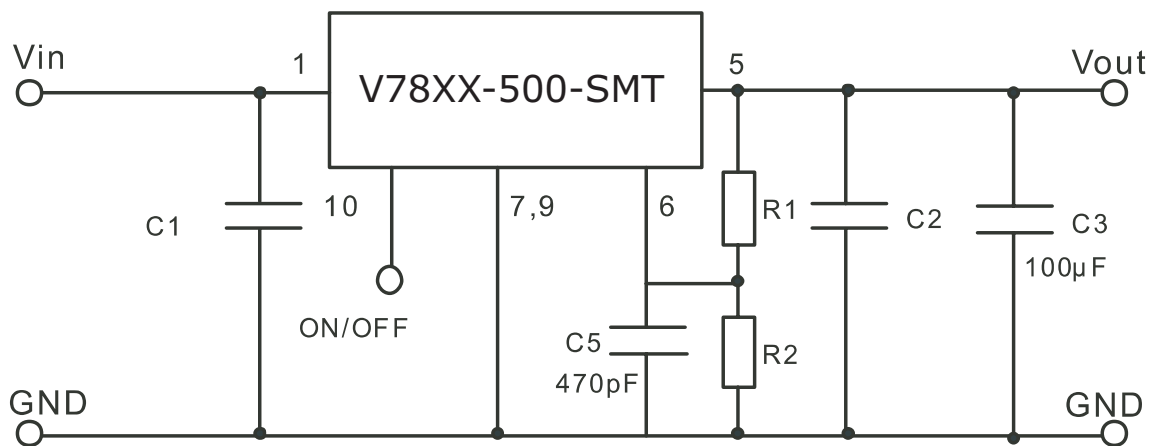 Vin
1
V78XX-500-SMT
5
Vout
C1
10
7,9
6
R1
C2
C3
100µF
ON/OFF
C5
470pF
R2
GND
GND